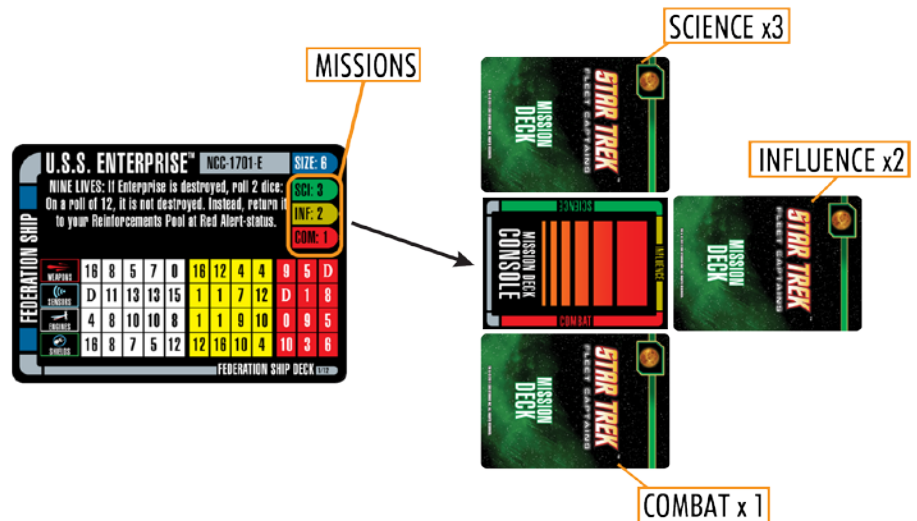 SCIENCE x3
MISSIONS
INFLUENCE x2
COMBAT x 1
U.S.S. ENTERPRISE™ NCC-1701-E SIZE: 6
NINE LIVES: If Enterprise is destroyed, roll 2 dice:
On a roll of 12, it is not destroyed. Instead, return it
to your Reinforcements Pool at Red Alert-status.
SCI: 3
INF: 2
COM: 1
FEDERATION SHIP
WEAPONS 16 8 5 7 0 16 12 4 4 9 5 D
SENSORS D 11 13 13 15 1 1 7 12 D 1 8
ENGINES 4 8 10 10 8 1 1 9 10 0 9 5
SHIELDS 16 8 7 5 12 12 16 10 4 10 3 6
FEDERATION SHIP DECK 1/12
STAR TREK
FLEET CAPTAINS
MISSION
DECK
SCIENCE
INFLUENCE
COMBAT
MISSION DECK
CONSOLE
STAR TREK
FLEET CAPTAINS
MISSION
DECK
STAR TREK
FLEET CAPTAINS
MISSION
DECK